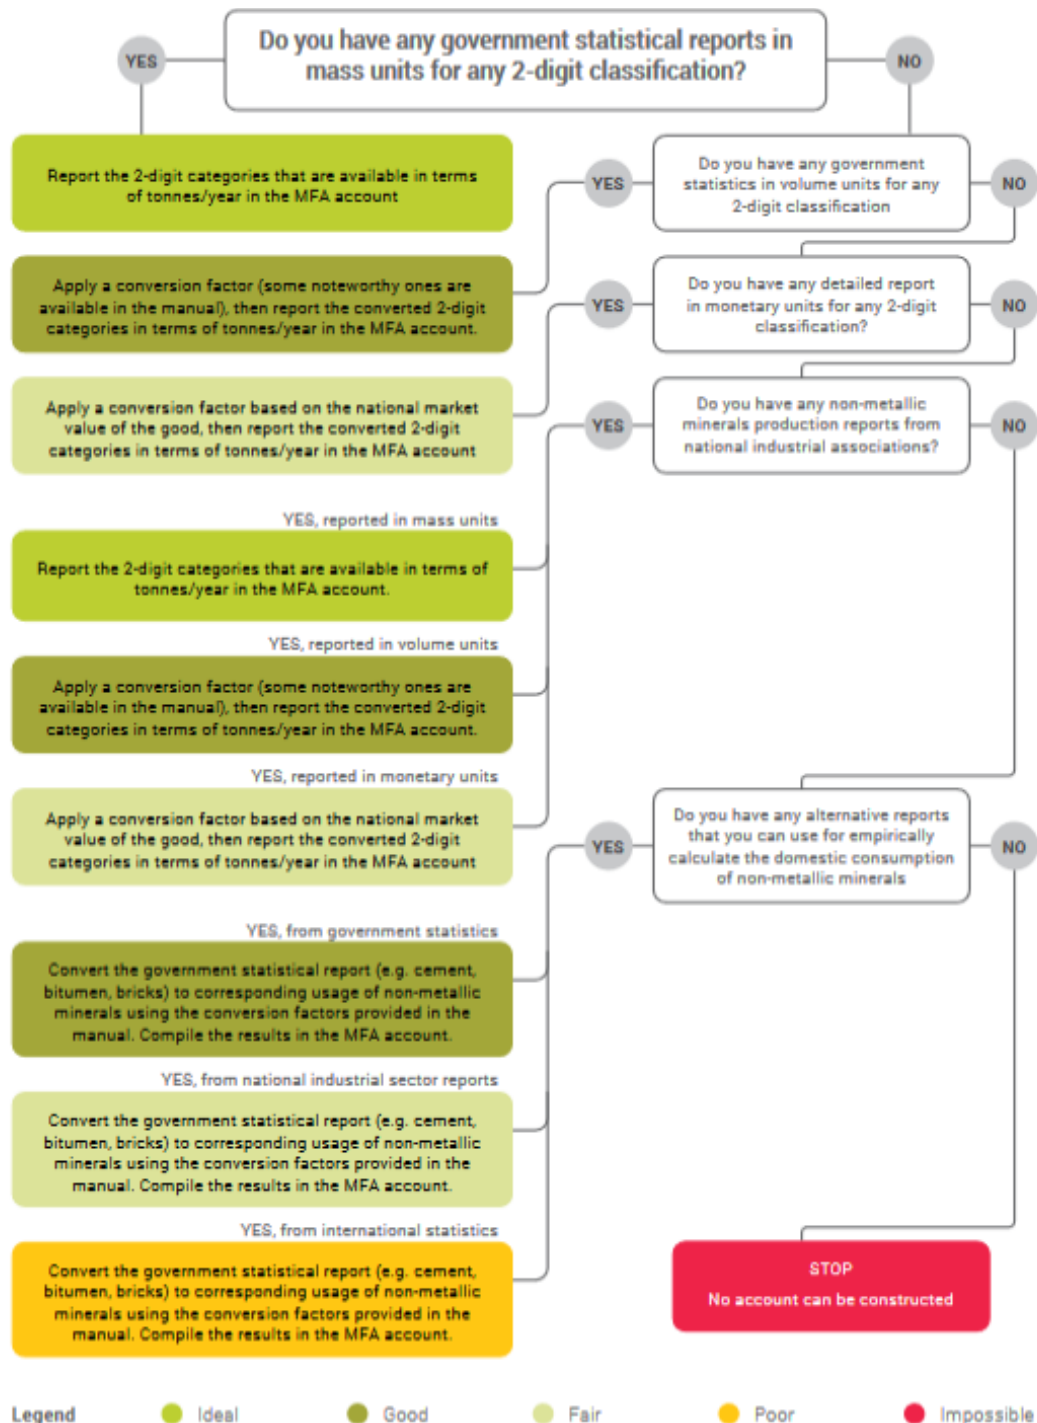 Do you have any government statistical reports in
mass units for any 2-digit classification?
YES
NO
Report the 2-digit categories that are available in terms
of tonnes/year in the MFA account
YES
Do you have any government
statistics in volume units for any
2-digit classification
NO
Apply a conversion factor (some noteworthy ones are
available in the manual), then report the converted 2-digit
categories in terms of tonnes/year in the MFA account.
YES
Do you have any detailed report
in monetary units for any 2-digit
classification?
NO
Apply a conversion factor based on the national market
value of the good, then report the converted 2-digit
categories in terms of tonnes/year in the MFA account
YES
Do you have any non-metallic
minerals production reports from
national industrial associations?
NO
YES, reported in mass units
Report the 2-digit categories that are available in terms of
tonnes/year in the MFA account.
YES, reported in volume units
Apply a conversion factor (some noteworthy ones are
available in the manual), then report the converted 2-digit
categories in terms of tonnes/year in the MFA account.
YES, reported in monetary units
Apply a conversion factor based on the national market
value of the good, then report the converted 2-digit
categories in terms of tonnes/year in the MFA account
YES
Do you have any alternative reports
that you can use for empirically
calculate the domestic consumption
of non-metallic minerals
NO
YES, from government statistics
Convert the government statistical report (e.g. cement,
bitumen, bricks) to corresponding usage of non-metallic
minerals using the conversion factors provided in the
manual. Compile the results in the MFA account.
YES, from national industrial sector reports
Convert the government statistical report (e.g. cement,
bitumen, bricks) to corresponding usage of non-metallic
minerals using the conversion factors provided in the
manual. Compile the results in the MFA account.
YES, from international statistics
Convert the government statistical report (e.g. cement,
bitumen, bricks) to corresponding usage of non-metallic
minerals using the conversion factors provided in the
manual. Compile the results in the MFA account.
STOP
No account can be constructed
Legend
Ideal
Good
Fair
Poor
Impossible